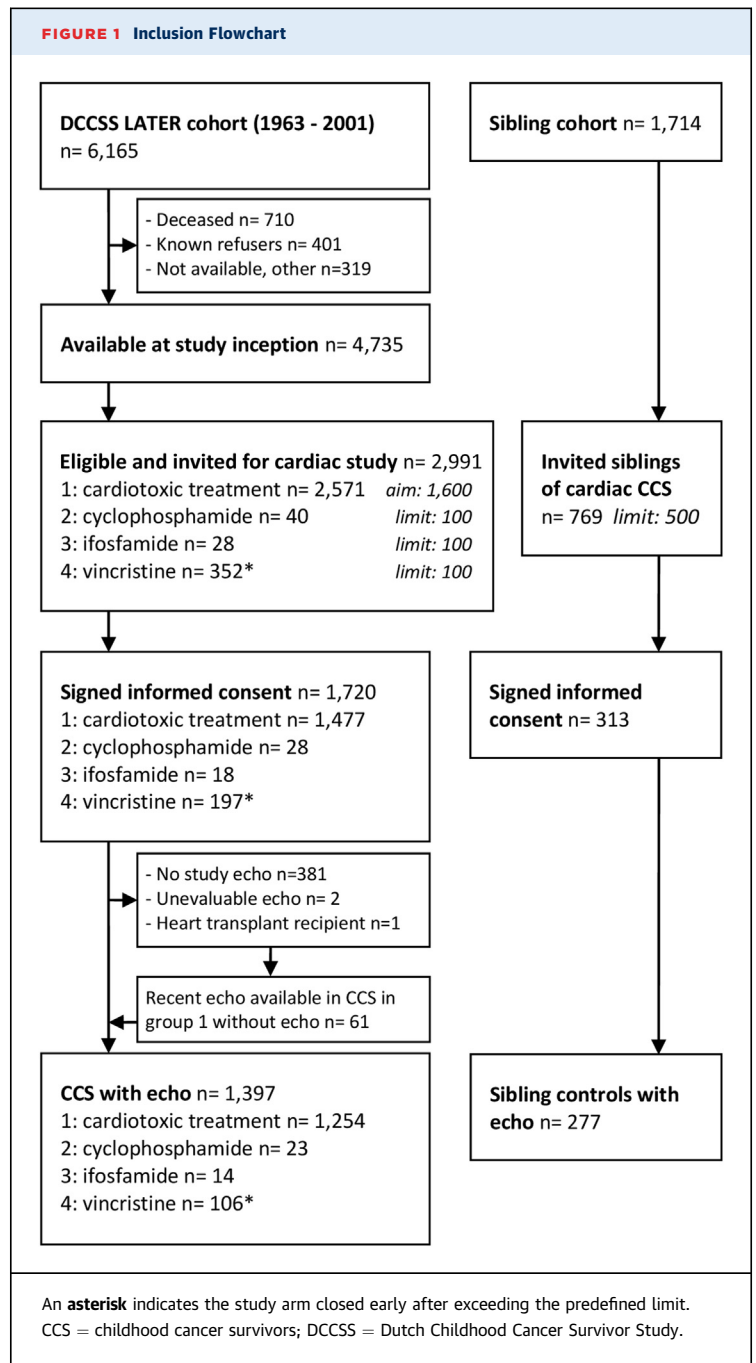 FIGURE 1 Inclusion Flowchart
DCCSS LATER cohort (1963 - 2001)
n= 6,165
- Deceased n= 710
- Known refusers n= 401
- Not available, other n=319
Available at study inception n= 4,735
Eligible and invited for cardiac study n= 2,991
1: cardiotoxic treatment n= 2,571 aim: 1,600
2: cyclophosphamide n= 40 limit: 100
3: ifosfamide n= 28 limit: 100
4: vincristine n= 352* limit: 100
Signed informed consent n= 1,720
1: cardiotoxic treatment n= 1,477
2: cyclophosphamide n= 28
3: ifosfamide n= 18
4: vincristine n= 197*
- No study echo n=381
- Unevaluable echo n= 2
- Heart transplant recipient n=1
Recent echo available in CCS in
group 1 without echo n= 61
CCS with echo n= 1,397
1: cardiotoxic treatment n= 1,254
2: cyclophosphamide n= 23
3: ifosfamide n= 14
4: vincristine n= 106*
Sibling cohort n= 1,714
Invited siblings
of cardiac CCS
n= 769 limit: 500
Signed informed
consent n= 313
Sibling controls with
echo n= 277
An asterisk indicates the study arm closed early after exceeding the predefined limit.
CCS = childhood cancer survivors; DCCSS = Dutch Childhood Cancer Survivor Study.